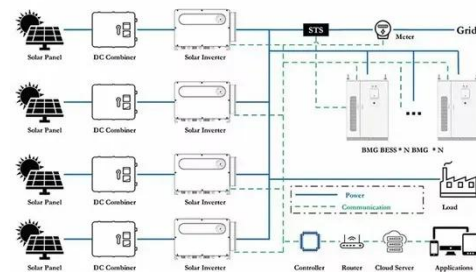 Solar Panel DC Combiner Solar Inverter
STS
Meter
Grid
Solar Panel DC Combiner Solar Inverter
BMG BESS * N BMG * N
Solar Panel DC Combiner Solar Inverter
Power
Communication
Load
Solar Panel DC Combiner Solar Inverter
Controller Router Cloud Server Applications